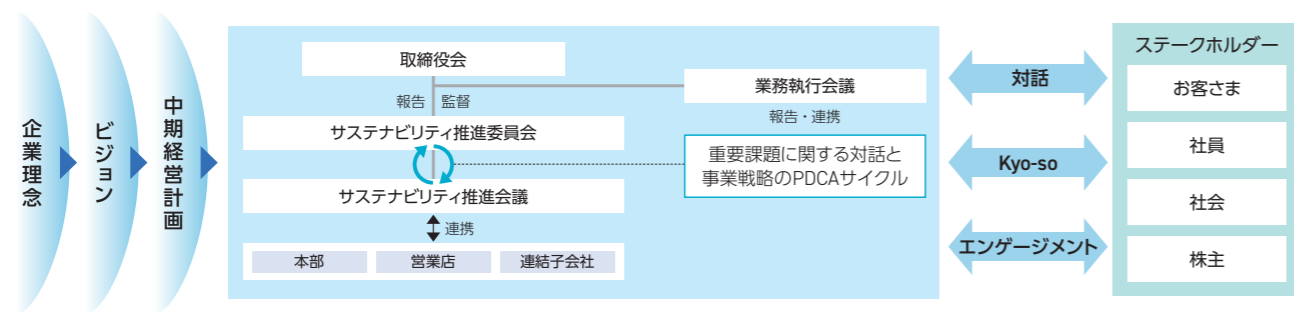 企業理念
ビジョン
中期経営計画
取締役会
報告 監督
サステナビリティ推進委員会
サステナビリティ推進会議
連携
本部 営業店 連結子会社
業務執行会議
報告・連携
重要課題に関する対話と
事業戦略のPDCAサイクル
対話
Kyo-so
エンゲージメント
ステークホルダー
お客さま
社員
社会
株主